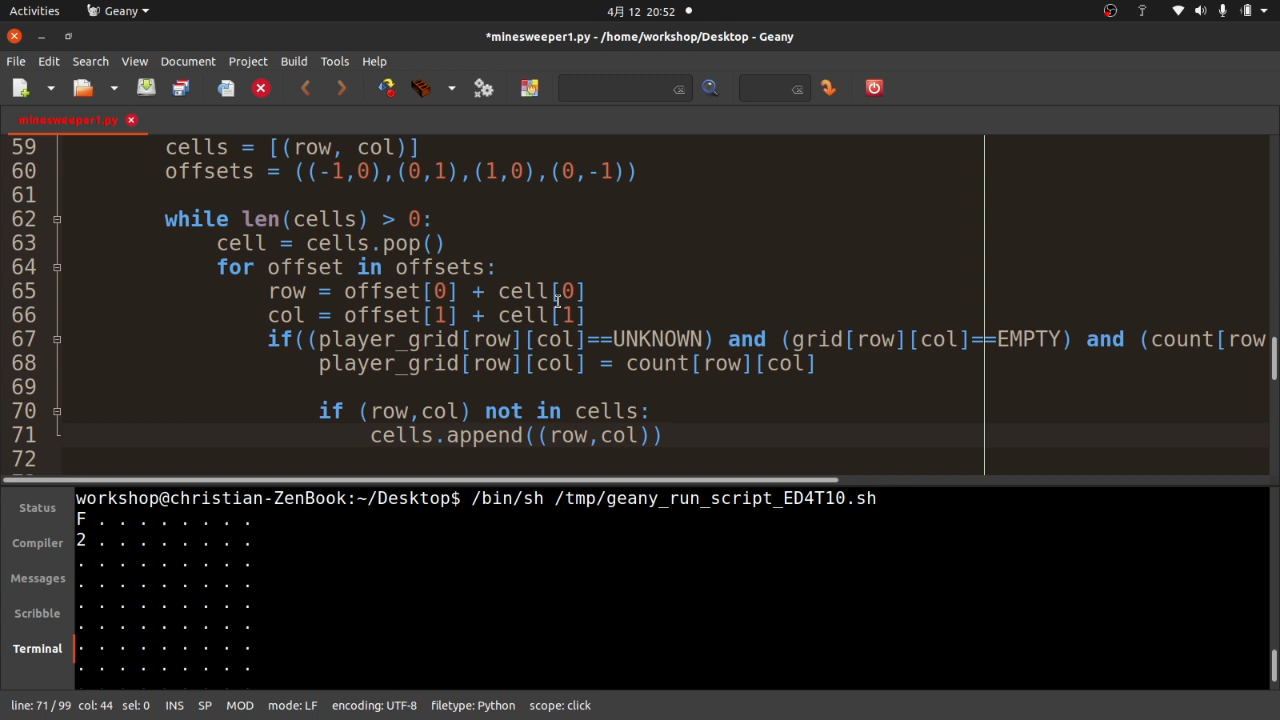 Activities Geany 4月 12 20:52
*minesweeper1.py - /home/workshop/Desktop - Geany
File Edit Search View Document Project Build Tools Help
minesweeper1.py
59 cells = [(row, col)]
60 offsets = ((-1,0),(0,1),(1,0),(0,-1))
61
62 while len(cells) > 0:
63 cell = cells.pop()
64 for offset in offsets:
65 row = offset[0] + cell[0]
66 col = offset[1] + cell[1]
67 if((player_grid[row][col]==UNKNOWN) and (grid[row][col]==EMPTY) and (count[row
68 player_grid[row][col] = count[row][col]
69
70 if (row,col) not in cells:
71 cells.append((row,col))
72
Status
Compiler
Messages
Scribble
Terminal
workshop@christian-ZenBook:~/Desktop$ /bin/sh /tmp/geany_run_script_ED4T10.sh
F . . . . . . . .
2 . . . . . . . .
. . . . . . . . .
. . . . . . . . .
. . . . . . . . .
. . . . . . . . .
. . . . . . . . .
. . . . . . . . .
line: 71 / 99 col: 44 sel: 0 INS SP MOD mode: LF encoding: UTF-8 filetype: Python scope: click